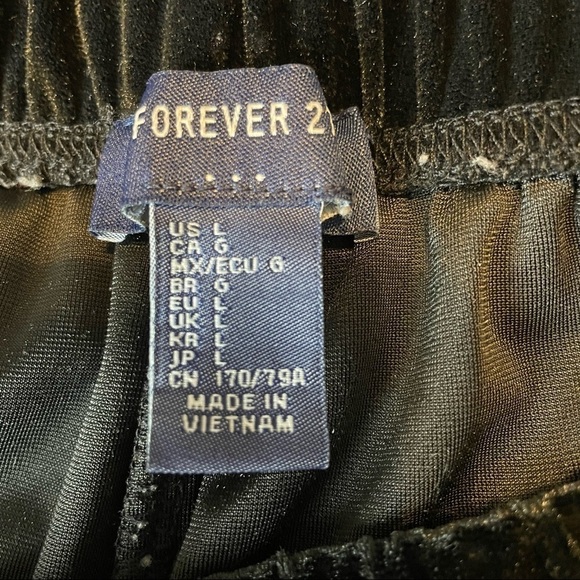 FOREVER 21
...
US L
CA G
MX/ECU G
BR G
EU L
UK L
KR L
JP L
CN 170/79A
MADE IN
VIETNAM